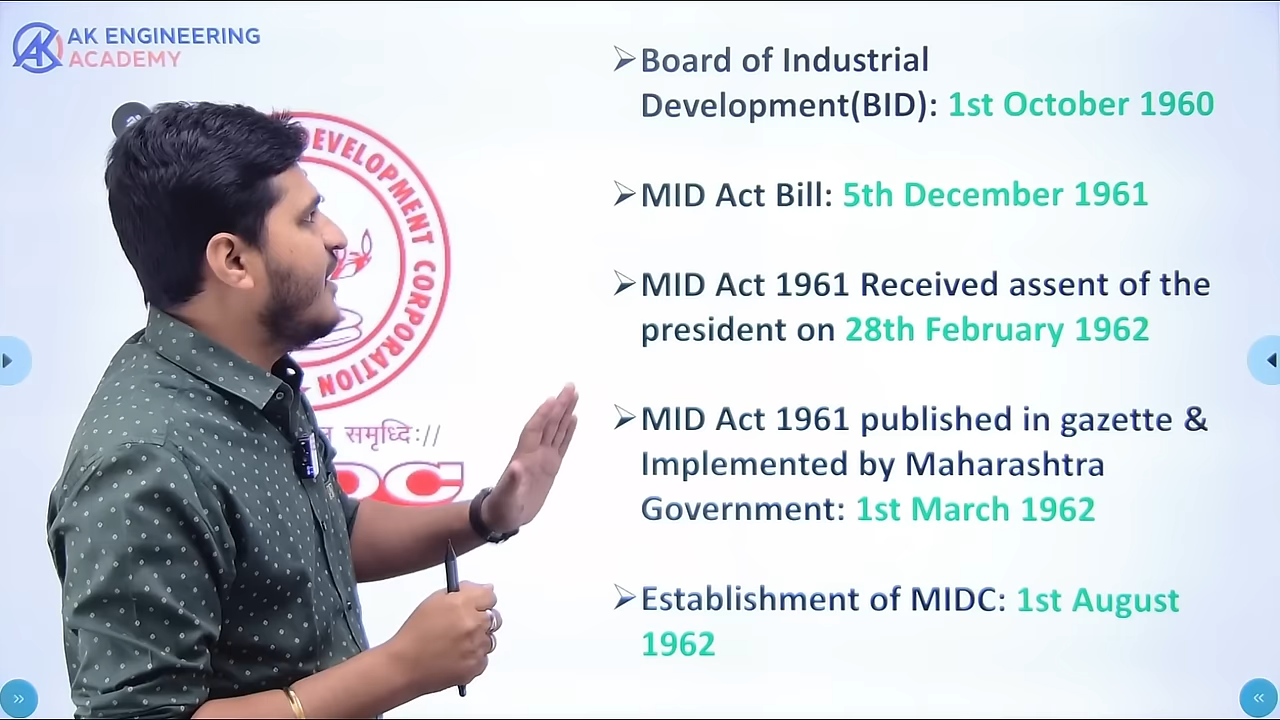 AK ENGINEERING
ACADEMY
➢Board of Industrial
Development(BID): 1st October 1960
➢MID Act Bill: 5th December 1961
➢MID Act 1961 Received assent of the
president on 28th February 1962
➢MID Act 1961 published in gazette &
Implemented by Maharashtra
Government: 1st March 1962
➢Establishment of MIDC: 1st August
1962
DEVELOPMENT CORPORATION
समृध्दिः//